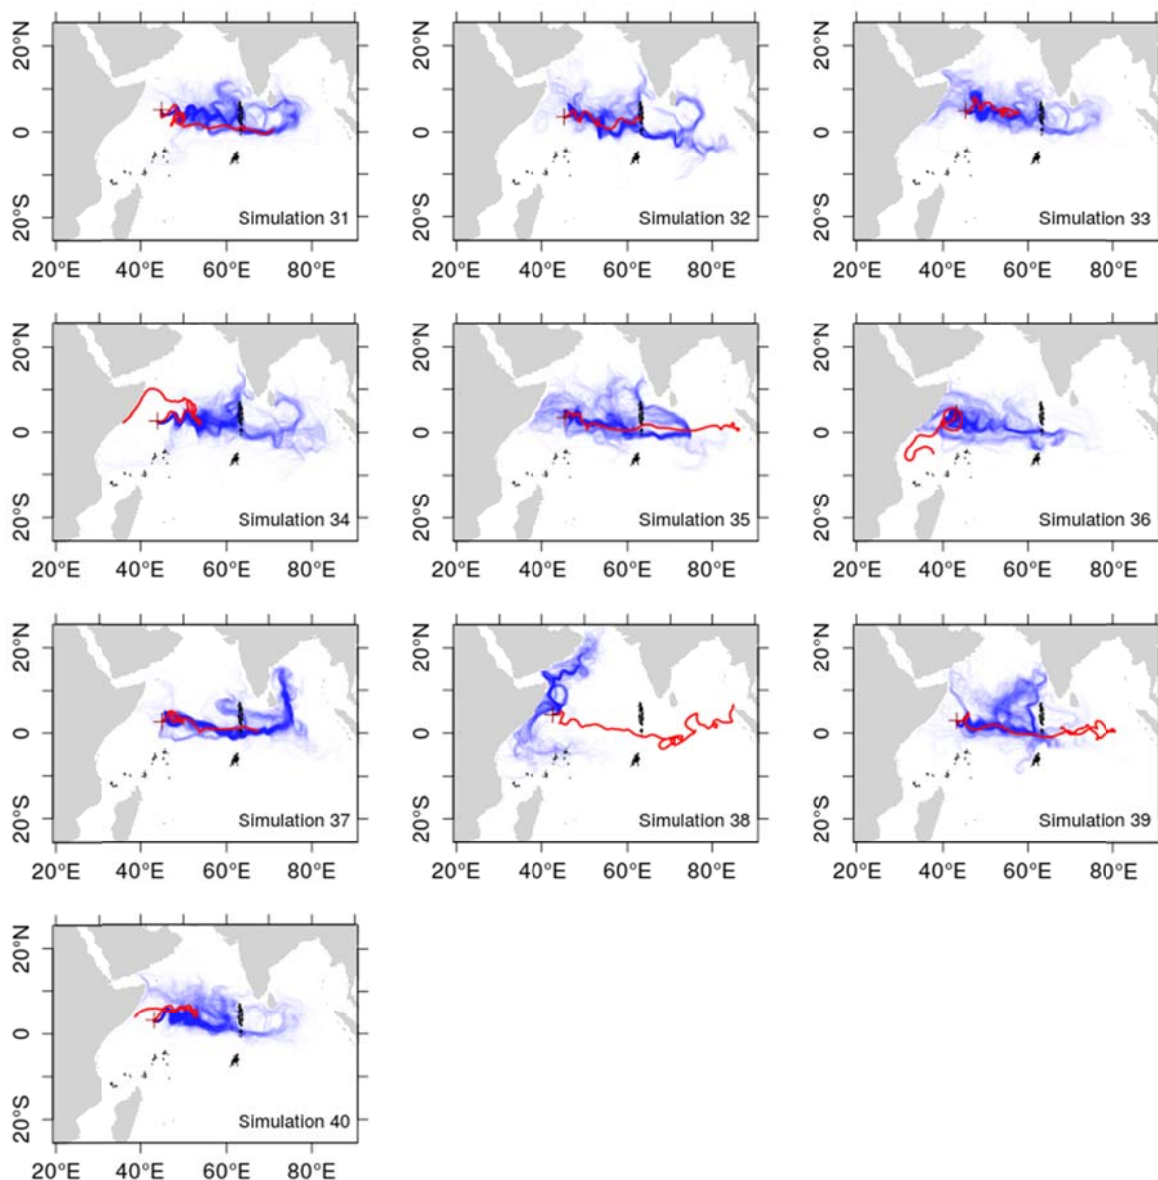 20°N
0
20°S
Simulation 31
20°E 40°E 60°E 80°E
Simulation 32
20°E 40°E 60°E 80°E
20°N
0
20°S
Simulation 33
20°E 40°E 60°E 80°E
20°N
0
20°S
20°N
0
20°S
Simulation 34
20°E 40°E 60°E 80°E
Simulation 35
20°E 40°E 60°E 80°E
20°N
0
20°S
Simulation 36
20°E 40°E 60°E 80°E
20°N
0
20°S
20°N
0
20°S
Simulation 37
20°E 40°E 60°E 80°E
Simulation 38
20°E 40°E 60°E 80°E
20°N
0
20°S
Simulation 39
20°E 40°E 60°E 80°E
20°N
0
20°S
20°N
0
20°S
Simulation 40
20°E 40°E 60°E 80°E